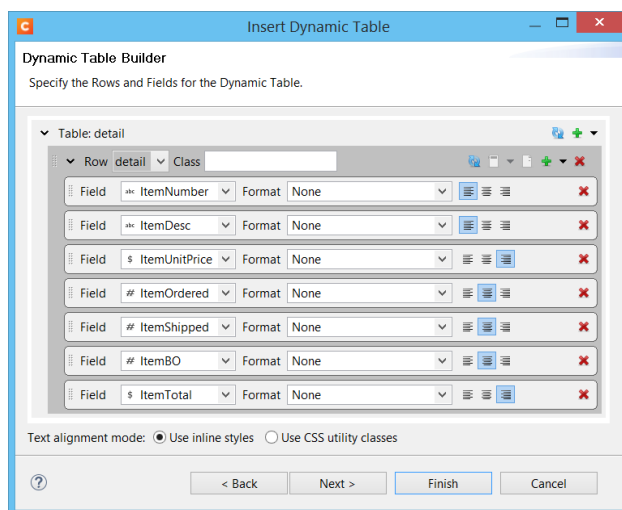 C Insert Dynamic Table
Dynamic Table Builder
Specify the Rows and Fields for the Dynamic Table.
Table: detail
Row detail Class
Field abc ItemNumber Format None
Field abc ItemDesc Format None
Field $ ItemUnitPrice Format None
Field # ItemOrdered Format None
Field # ItemShipped Format None
Field # ItemBO Format None
Field $ ItemTotal Format None
Text alignment mode: Use inline styles Use CSS utility classes
? < Back Next > Finish Cancel